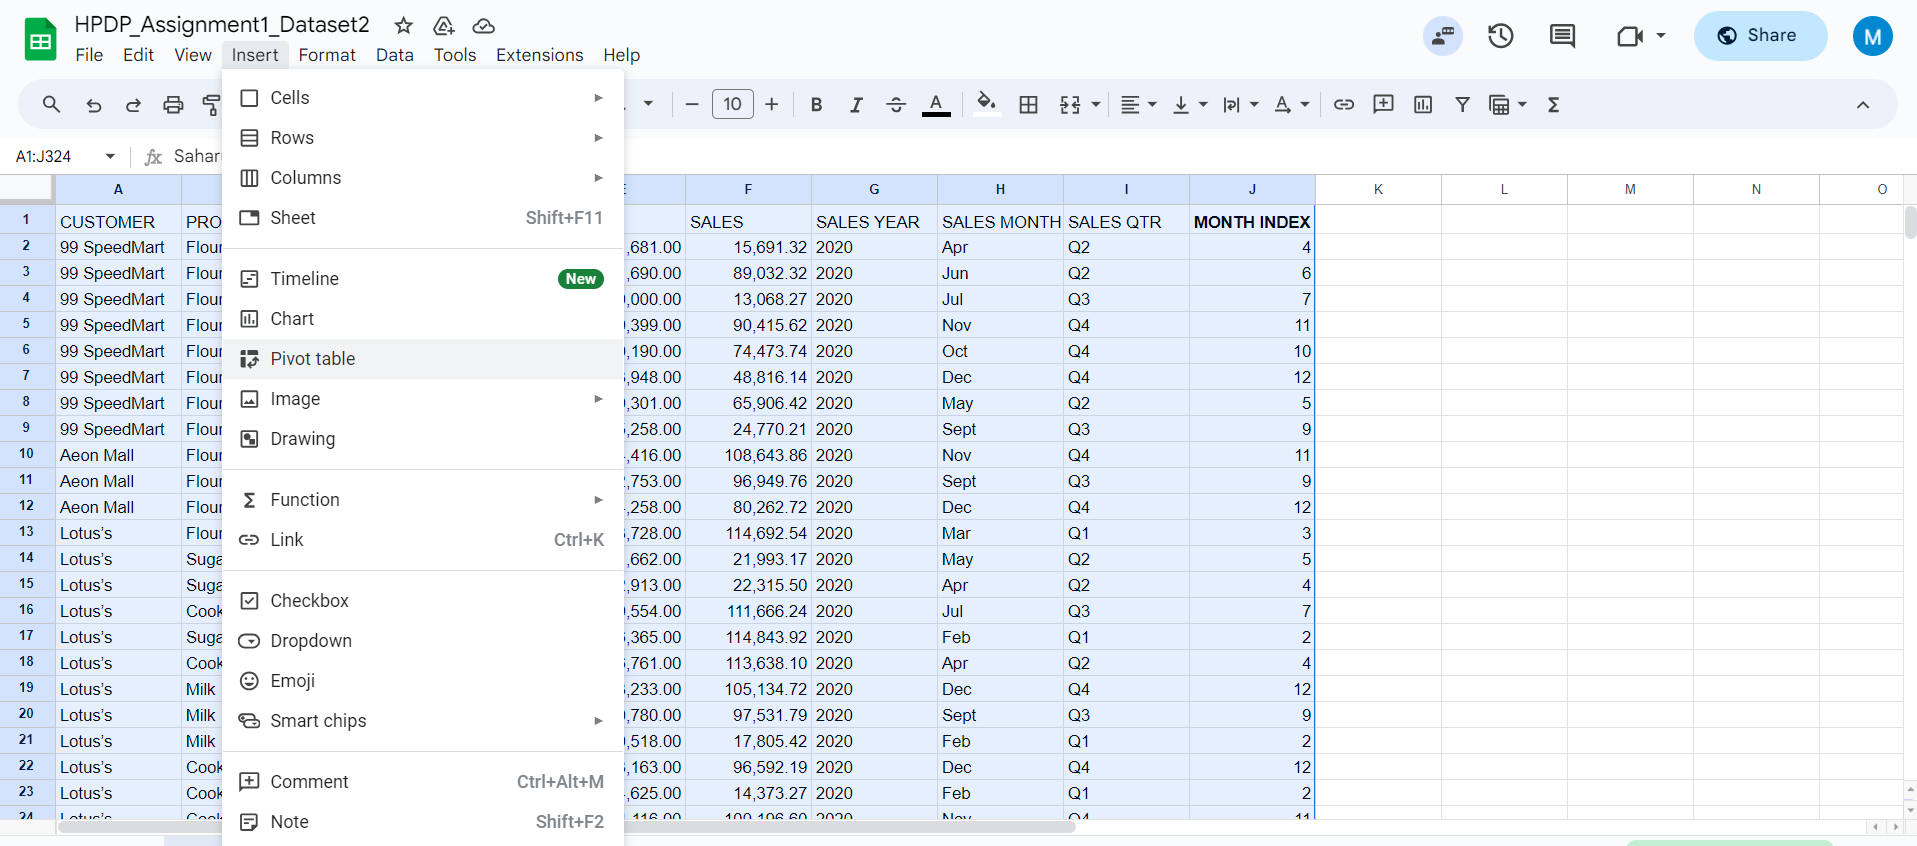 HPDP_Assignment1_Dataset2
File Edit View Insert Format Data Tools Extensions Help
Share
M
10
B I A A Σ
A1:J324 fx Sahar
Cells
Rows
Columns
Sheet Shift+F11
Timeline New
Chart
Pivot table
Image
Drawing
Function
Link Ctrl+K
Checkbox
Dropdown
Emoji
Smart chips
Comment Ctrl+Alt+M
Note Shift+F2
A F G H I J K L M N O
1 CUSTOMER PRO SALES SALES YEAR SALES MONTH SALES QTR MONTH INDEX
2 99 SpeedMart Flour ,681.00 15,691.32 2020 Apr Q2 4
3 99 SpeedMart Flour ,690.00 89,032.32 2020 Jun Q2 6
4 99 SpeedMart Flour ,000.00 13,068.27 2020 Jul Q3 7
5 99 SpeedMart Flour ,399.00 90,415.62 2020 Nov Q4 11
6 99 SpeedMart Flour ,190.00 74,473.74 2020 Oct Q4 10
7 99 SpeedMart Flour ,948.00 48,816.14 2020 Dec Q4 12
8 99 SpeedMart Flour ,301.00 65,906.42 2020 May Q2 5
9 99 SpeedMart Flour ,258.00 24,770.21 2020 Sept Q3 9
10 Aeon Mall Flour ,416.00 108,643.86 2020 Nov Q4 11
11 Aeon Mall Flour ,753.00 96,949.76 2020 Sept Q3 9
12 Aeon Mall Flour ,258.00 80,262.72 2020 Dec Q4 12
13 Lotus's Flour ,728.00 114,692.54 2020 Mar Q1 3
14 Lotus's Suga ,662.00 21,993.17 2020 May Q2 5
15 Lotus's Suga ,913.00 22,315.50 2020 Apr Q2 4
16 Lotus's Cook ,554.00 111,666.24 2020 Jul Q3 7
17 Lotus's Suga ,365.00 114,843.92 2020 Feb Q1 2
18 Lotus's Cook ,761.00 113,638.10 2020 Apr Q2 4
19 Lotus's Milk ,233.00 105,134.72 2020 Dec Q4 12
20 Lotus's Milk ,780.00 97,531.79 2020 Sept Q3 9
21 Lotus's Milk ,518.00 17,805.42 2020 Feb Q1 2
22 Lotus's Cook ,163.00 96,592.19 2020 Dec Q4 12
23 Lotus's Cook ,625.00 14,373.27 2020 Feb Q1 2
24 Lotus's Cook ,116.00 100,196.60 2020 Nov Q4 11